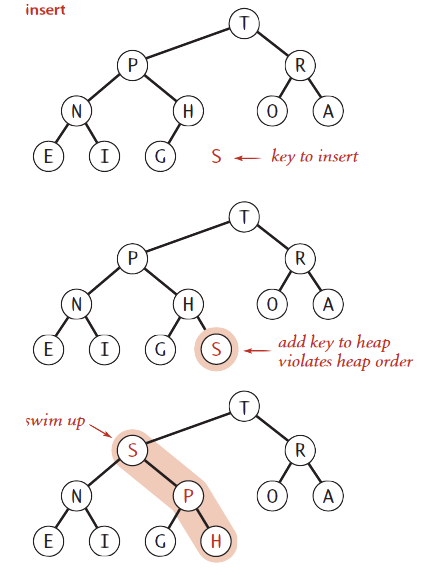 insert
T
P R
N H O A
E I G S key to insert
T
P R
N H O A
E I G S add key to heap
violates heap order
swim up
T
S R
N P O A
E I G H